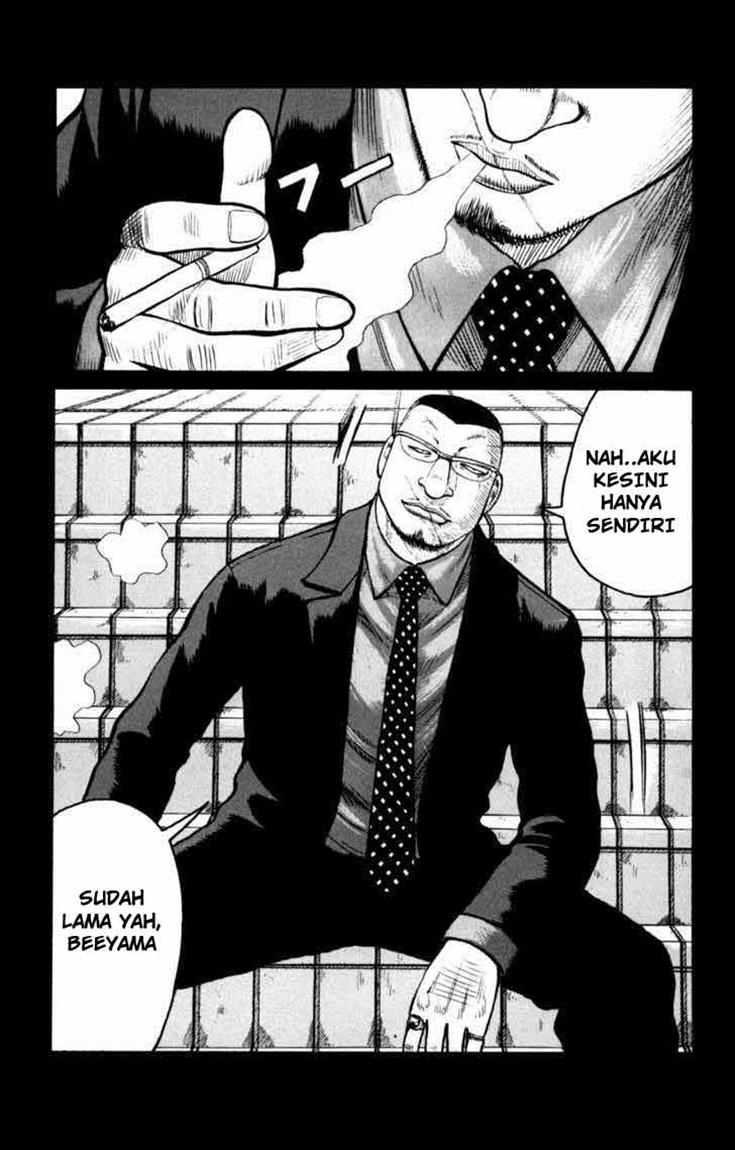 フー
NAH..AKU
KESINI
HANYA
SENDIRI
SUDAH
LAMA YAH,
BEEYAMA